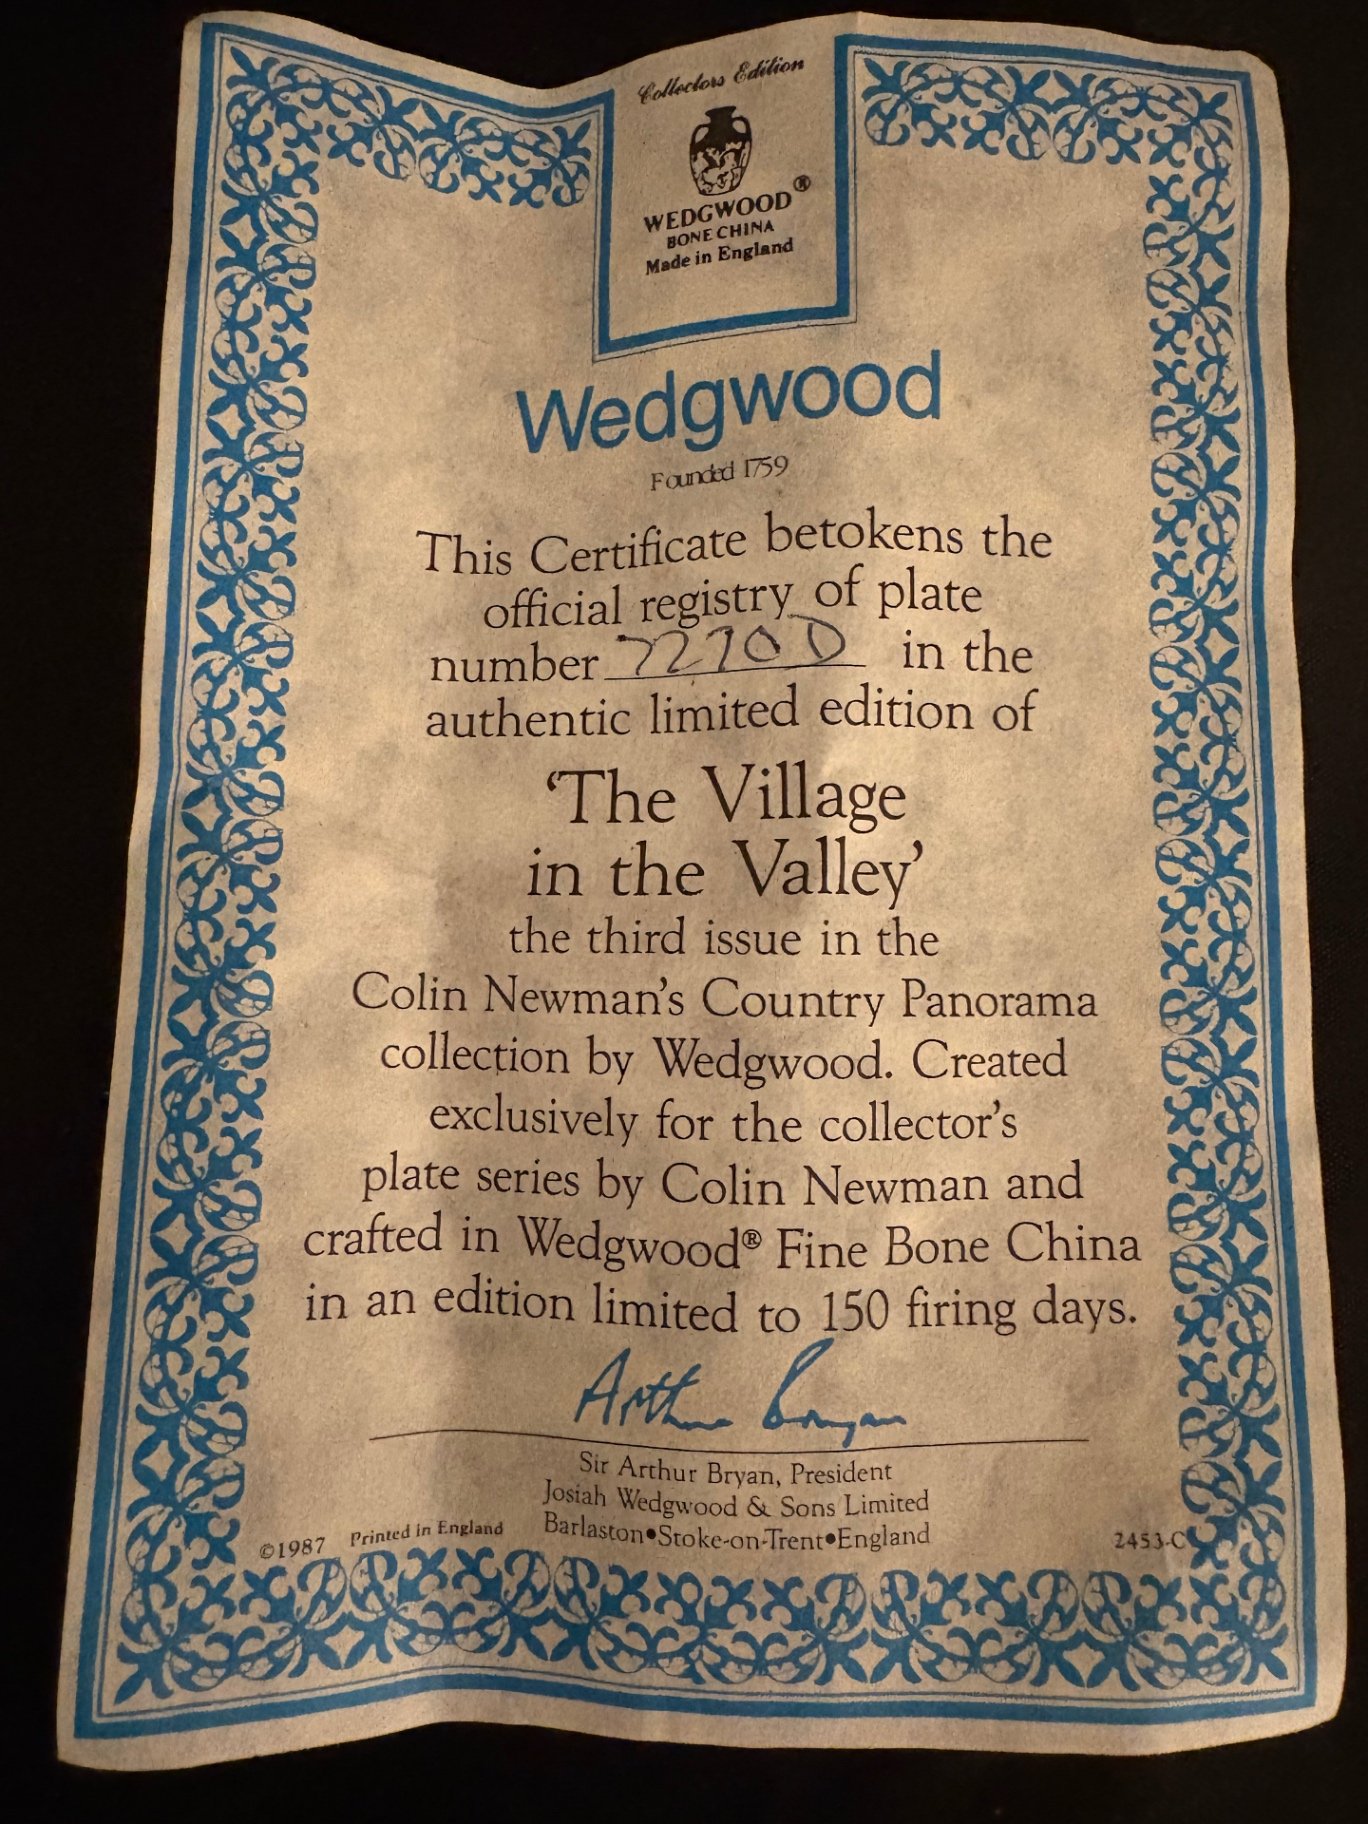 Collectors Edition
WEDGWOOD®
BONE CHINA
Made in England
Wedgwood
Founded 1759
This Certificate betokens the
official registry of plate
number 7270D in the
authentic limited edition of
‘The Village
in the Valley’
the third issue in the
Colin Newman’s Country Panorama
collection by Wedgwood. Created
exclusively for the collector’s
plate series by Colin Newman and
crafted in Wedgwood® Fine Bone China
in an edition limited to 150 firing days.
Arthur Bryan
Sir Arthur Bryan, President
Josiah Wedgwood & Sons Limited
Barlaston•Stoke-on-Trent•England
©1987 Printed in England
2453-C